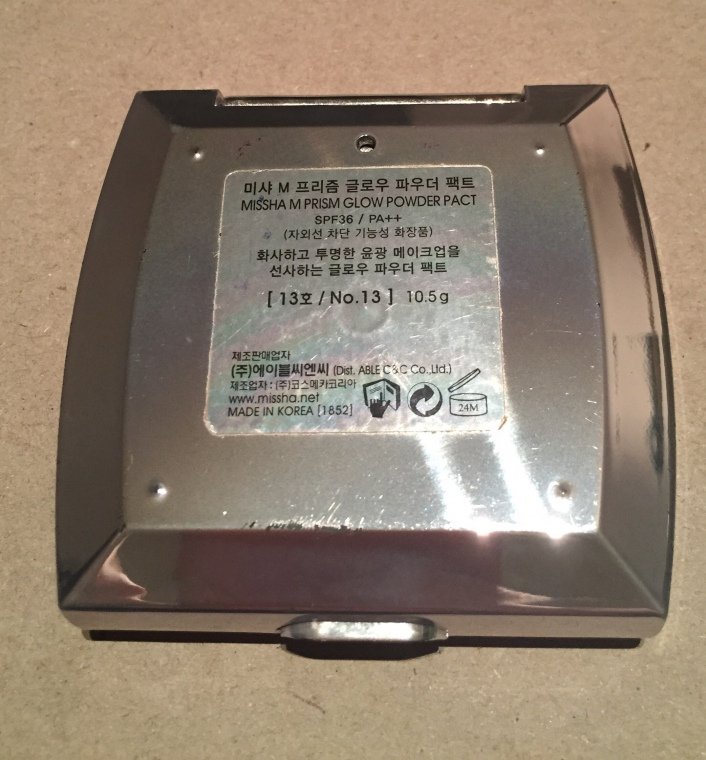 미샤 M 프리즘 글로우 파우더 팩트
MISSHA M PRISM GLOW POWDER PACT
SPF36 / PA++
(자외선 차단 기능성 화장품)
화사하고 투명한 윤광 메이크업을
선사하는 글로우 파우더 팩트
[ 13호 / No.13 ] 10.5g
제조판매업자
(주)에이블씨엔씨 (Dist. ABLE C&C Co.,Ltd.)
제조업자 : (주)코스메카코리아
www.missha.net
MADE IN KOREA [1852]
24M